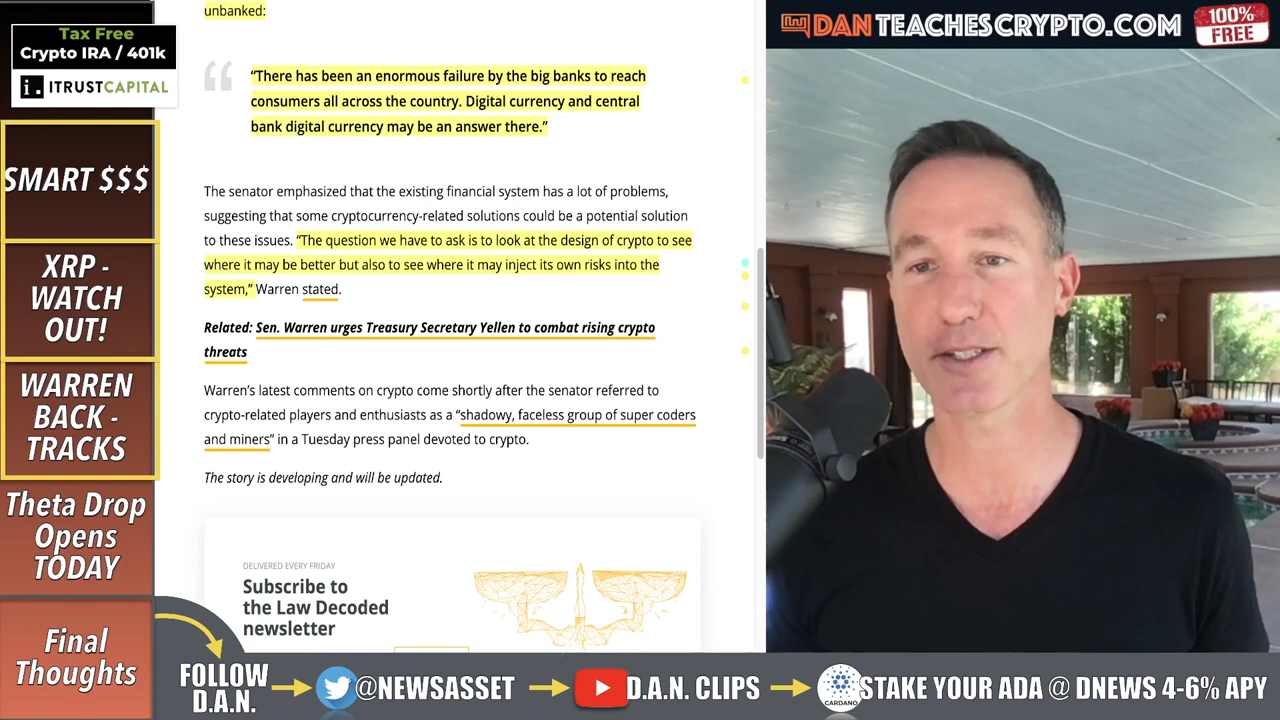 Tax Free
Crypto IRA / 401k
i. ITRUSTCAPITAL
SMART $$$
XRP -
WATCH
OUT!
WARREN
BACK -
TRACKS
Theta Drop
Opens
TODAY
Final
Thoughts
unbanked:
“There has been an enormous failure by the big banks to reach
consumers all across the country. Digital currency and central
bank digital currency may be an answer there.”
The senator emphasized that the existing financial system has a lot of problems,
suggesting that some cryptocurrency-related solutions could be a potential solution
to these issues. “The question we have to ask is to look at the design of crypto to see
where it may be better but also to see where it may inject its own risks into the
system,” Warren stated.
Related: Sen. Warren urges Treasury Secretary Yellen to combat rising crypto
threats
Warren’s latest comments on crypto come shortly after the senator referred to
crypto-related players and enthusiasts as a “shadowy, faceless group of super coders
and miners” in a Tuesday press panel devoted to crypto.
The story is developing and will be updated.
DELIVERED EVERY FRIDAY
Subscribe to
the Law Decoded
newsletter
DANTEACHESCRYPTO.COM
100%
FREE
FOLLOW
D.A.N.
@NEWSASSET
D.A.N. CLIPS
CARDANO
STAKE YOUR ADA @ DNEWS 4-6% APY